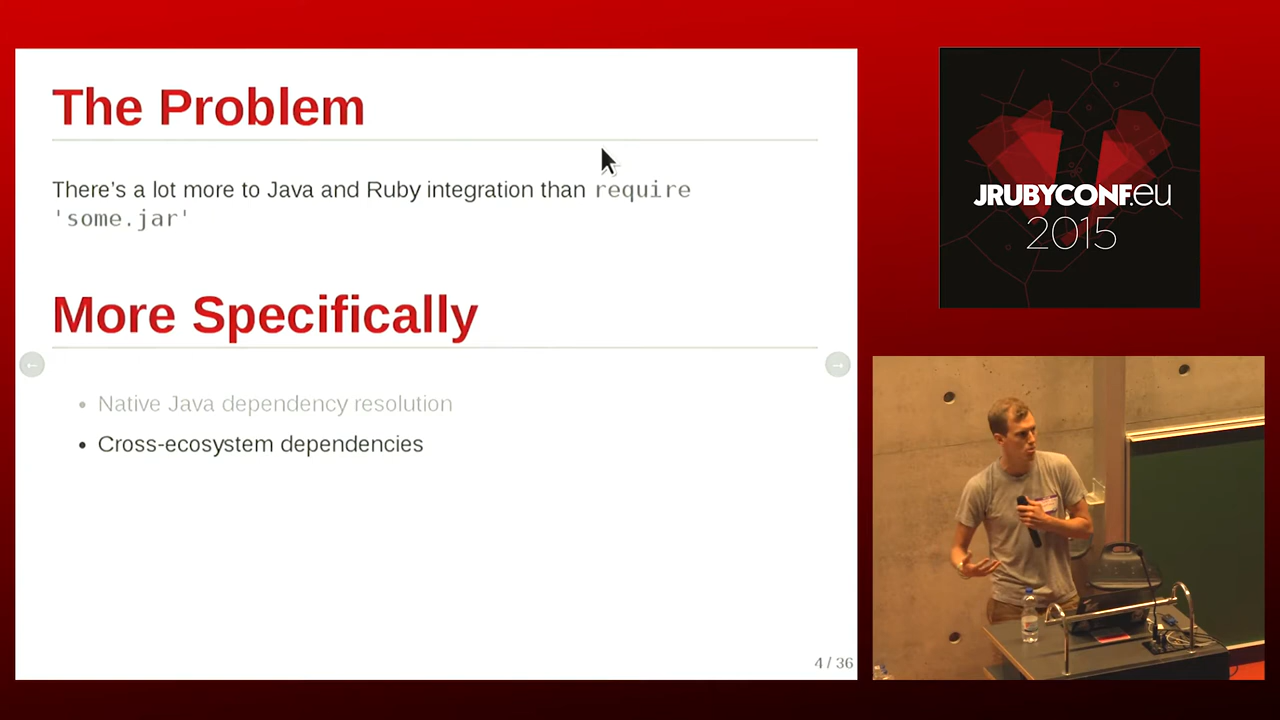 The Problem
There's a lot more to Java and Ruby integration than require
'some.jar'
More Specifically
• Native Java dependency resolution
• Cross-ecosystem dependencies
4 / 36
JRUBYCONF.eu
2015